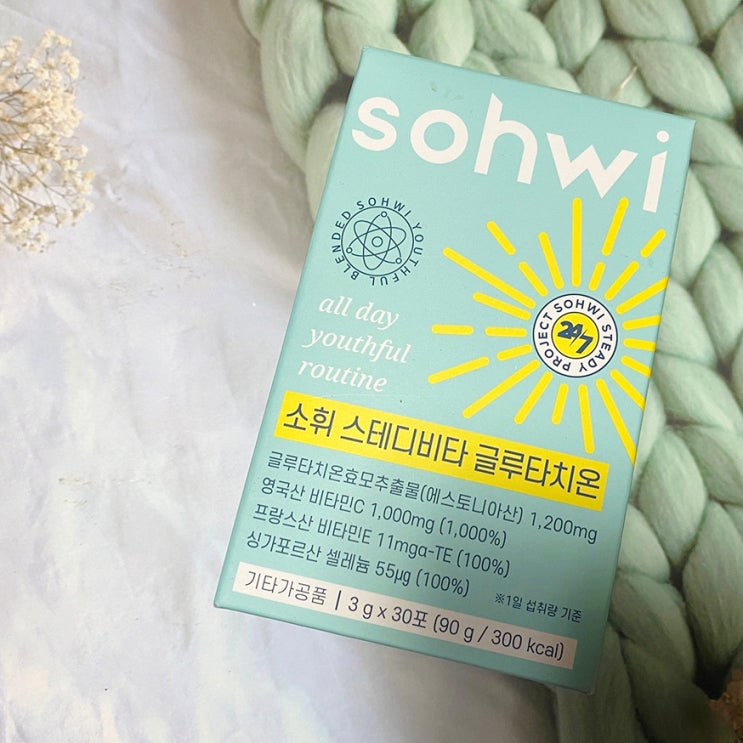 sohwi
BLENDED SOHWI YOUTHFUL
all day
youthful
routine
PROJECT SOHWI STEADY
24/7
소휘 스테디비타 글루타치온
글루타치온효모추출물(에스토니아산) 1,200mg
영국산 비타민C 1,000mg (1,000%)
프랑스산 비타민E 11mgα-TE (100%)
싱가포르산 셀레늄 55μg (100%)
※1일 섭취량 기준
기타가공품 | 3 g x 30포 (90 g / 300 kcal)